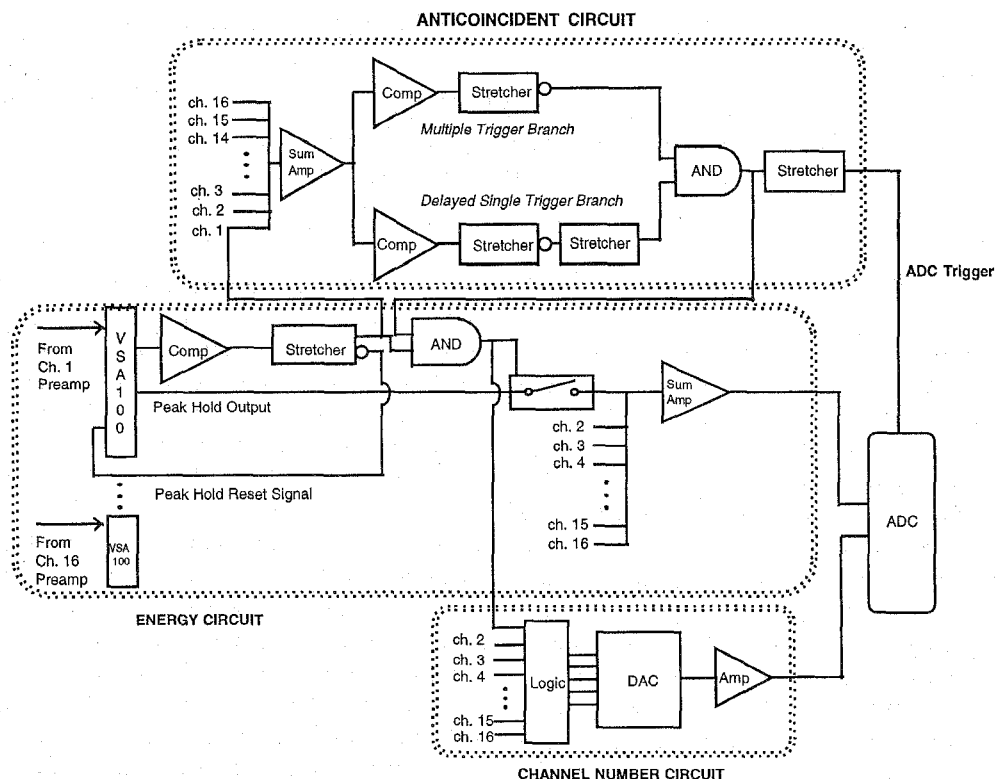 ANTICOINCIDENT CIRCUIT
ch. 16
ch. 15
ch. 14
ch. 3
ch. 2
ch. 1
Sum
Amp
Comp
Stretcher
Multiple Trigger Branch
Delayed Single Trigger Branch
Comp
Stretcher
Stretcher
AND
Stretcher
ADC Trigger
From
Ch. 1
Preamp
VSA100
Comp
Stretcher
AND
Peak Hold Output
Peak Hold Reset Signal
From
Ch. 16
Preamp
VSA
100
ch. 2
ch. 3
ch. 4
ch. 15
ch. 16
Sum
Amp
ADC
ENERGY CIRCUIT
ch. 2
ch. 3
ch. 4
ch. 15
ch. 16
Logic
DAC
Amp
CHANNEL NUMBER CIRCUIT